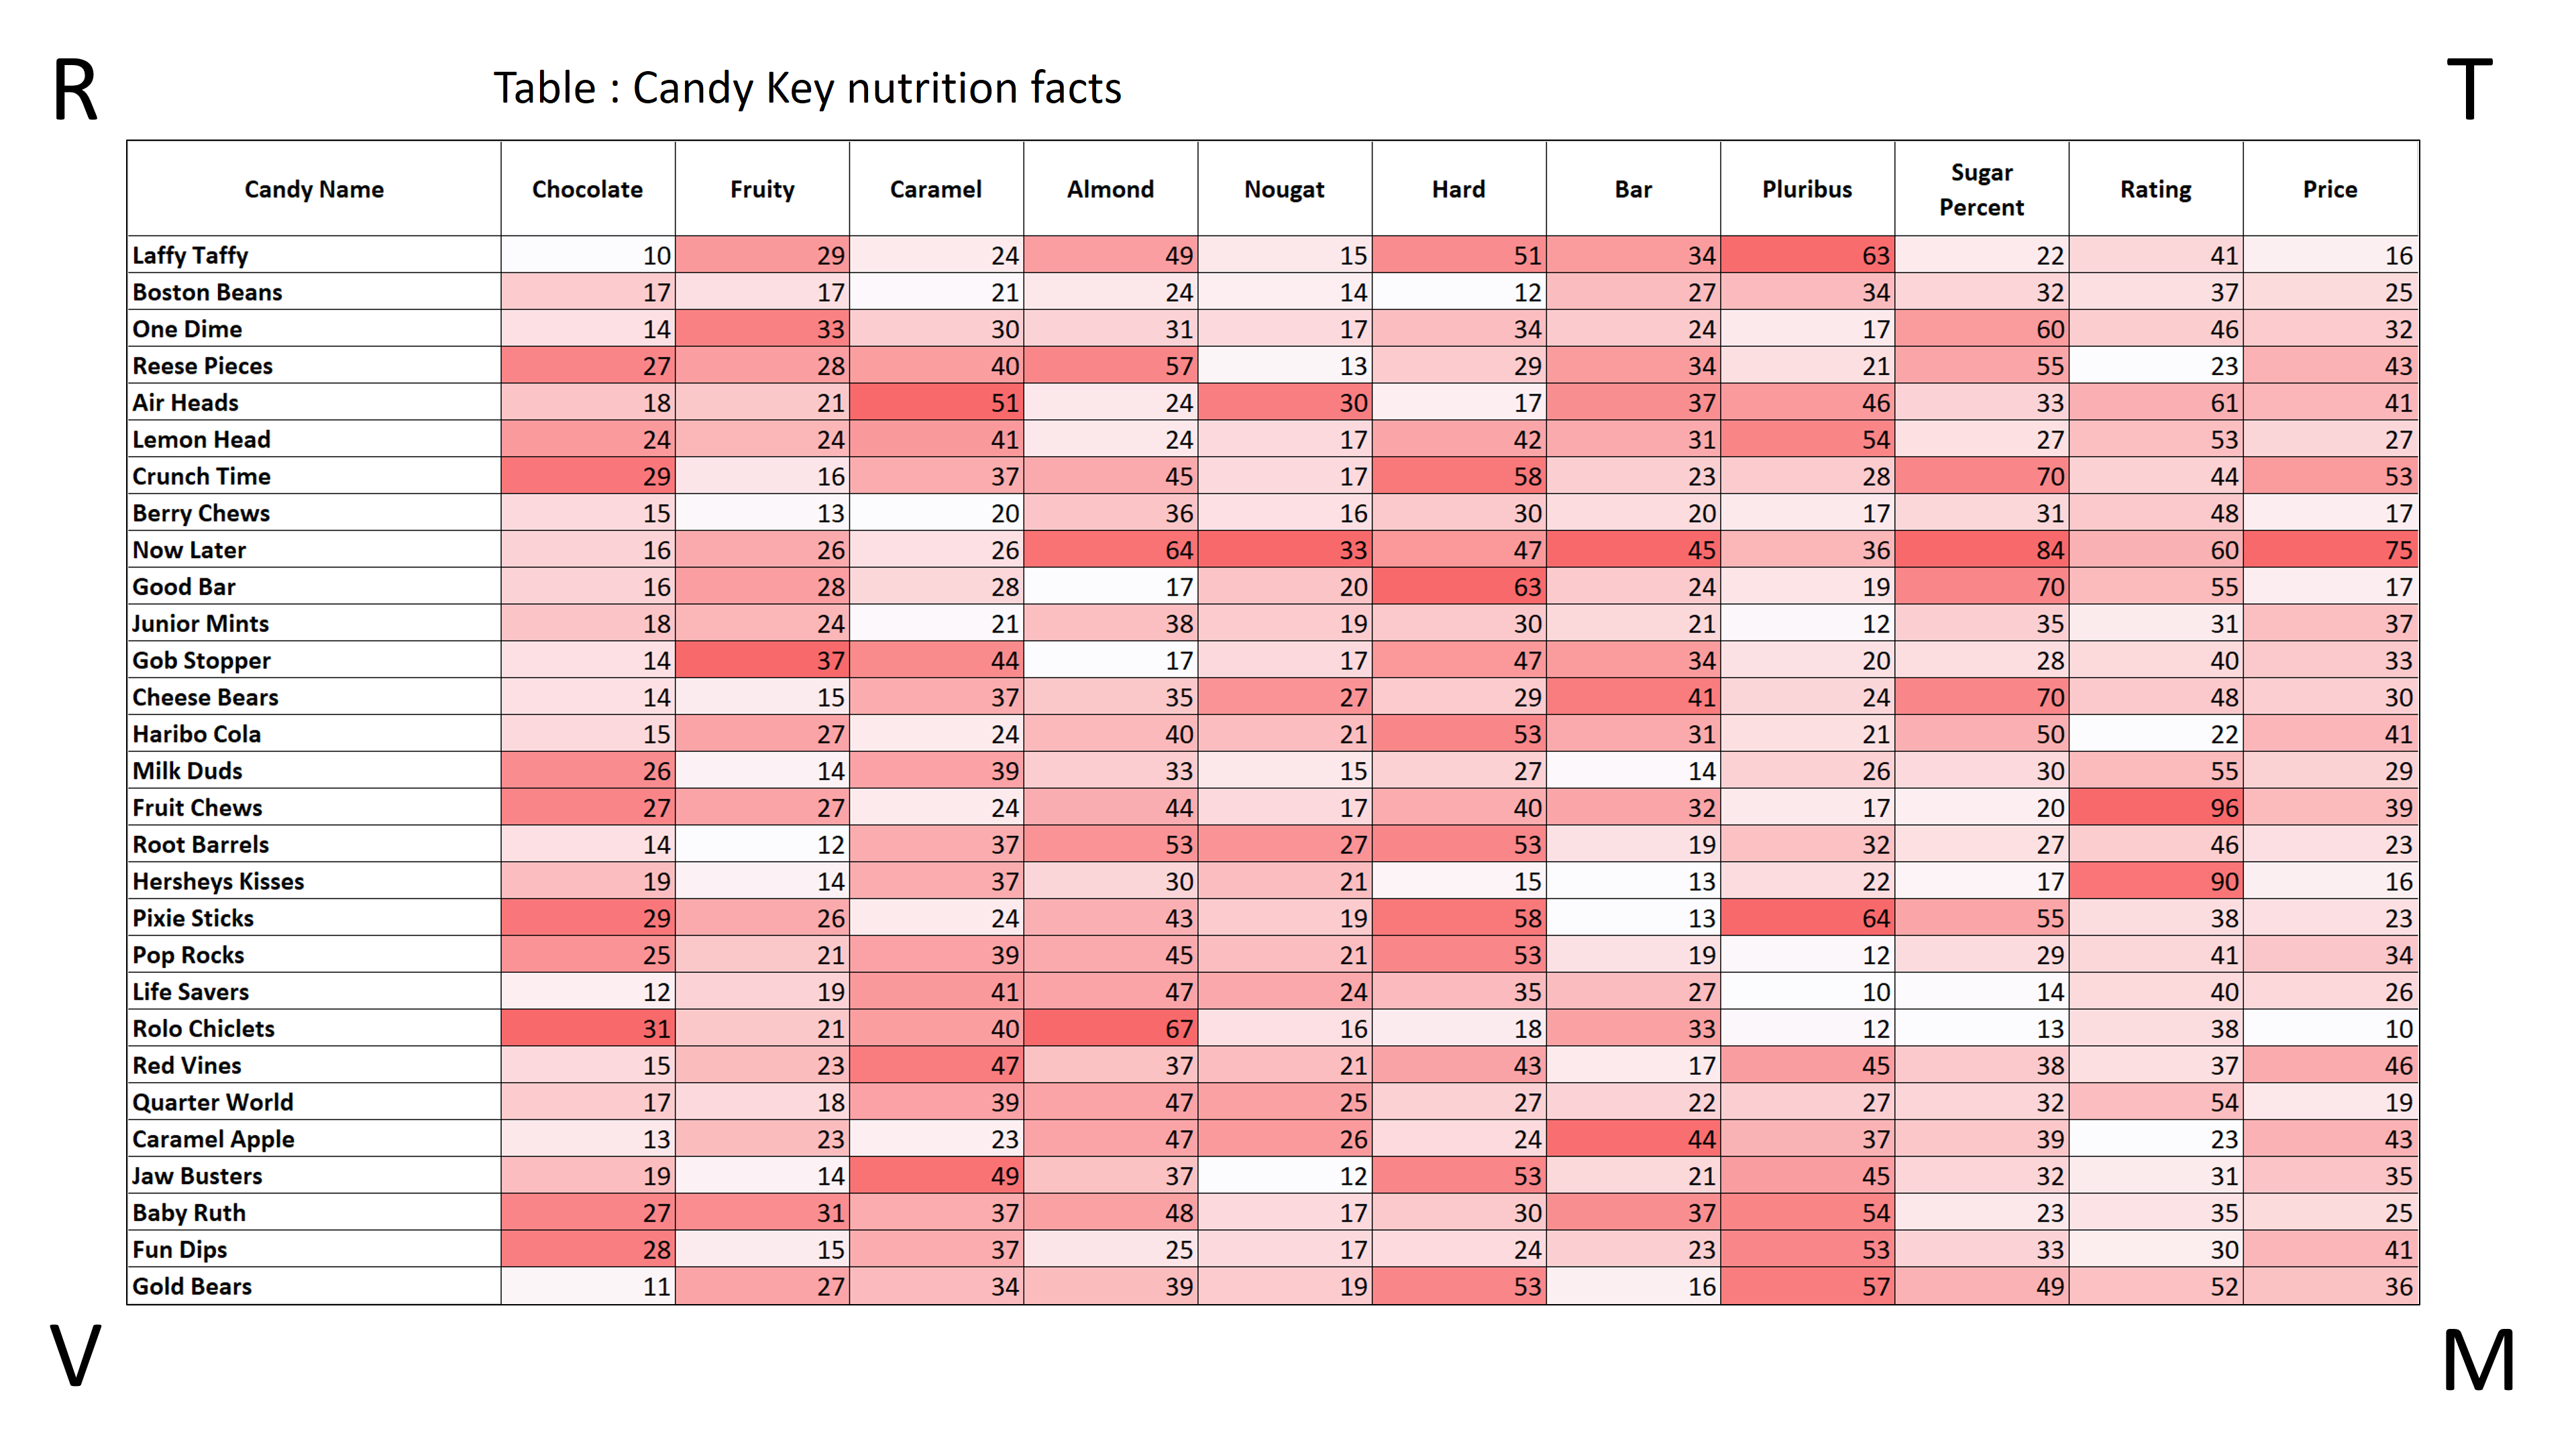 R
T
Table : Candy Key nutrition facts
Candy Name Chocolate Fruity Caramel Almond Nougat Hard Bar Pluribus Sugar Percent Rating Price
Laffy Taffy 10 29 24 49 15 51 34 63 22 41 16
Boston Beans 17 17 21 24 14 12 27 34 32 37 25
One Dime 14 33 30 31 17 34 24 17 60 46 32
Reese Pieces 27 28 40 57 13 29 34 21 55 23 43
Air Heads 18 21 51 24 30 17 37 46 33 61 41
Lemon Head 24 24 41 24 17 42 31 54 27 53 27
Crunch Time 29 16 37 45 17 58 23 28 70 44 53
Berry Chews 15 13 20 36 16 30 20 17 31 48 17
Now Later 16 26 26 64 33 47 45 36 84 60 75
Good Bar 16 28 28 17 20 63 24 19 70 55 17
Junior Mints 18 24 21 38 19 30 21 12 35 31 37
Gob Stopper 14 37 44 17 17 47 34 20 28 40 33
Cheese Bears 14 15 37 35 27 29 41 24 70 48 30
Haribo Cola 15 27 24 40 21 53 31 21 50 22 41
Milk Duds 26 14 39 33 15 27 14 26 30 55 29
Fruit Chews 27 27 24 44 17 40 32 17 20 96 39
Root Barrels 14 12 37 53 27 53 19 32 27 46 23
Hersheys Kisses 19 14 37 30 21 15 13 22 17 90 16
Pixie Sticks 29 26 24 43 19 58 13 64 55 38 23
Pop Rocks 25 21 39 45 21 53 19 12 29 41 34
Life Savers 12 19 41 47 24 35 27 10 14 40 26
Rolo Chiclets 31 21 40 67 16 18 33 12 13 38 10
Red Vines 15 23 47 37 21 43 17 45 38 37 46
Quarter World 17 18 39 47 25 27 22 27 32 54 19
Caramel Apple 13 23 23 47 26 24 44 37 39 23 43
Jaw Busters 19 14 49 37 12 53 21 45 32 31 35
Baby Ruth 27 31 37 48 17 30 37 54 23 35 25
Fun Dips 28 15 37 25 17 24 23 53 33 30 41
Gold Bears 11 27 34 39 19 53 16 57 49 52 36
V
M